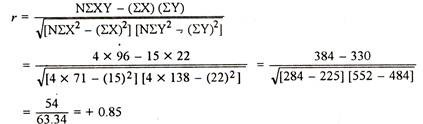 r = NΣXY – (ΣX) (ΣY) / √[NΣX² – (ΣX)²] [NΣY² – (ΣY)²]
= 4 × 96 – 15 × 22 / √[4 × 71 – (15)²] [4 × 138 – (22)²] = 384 – 330 / √[284 – 225] [552 – 484]
= 54 / 63.34 = + 0.85